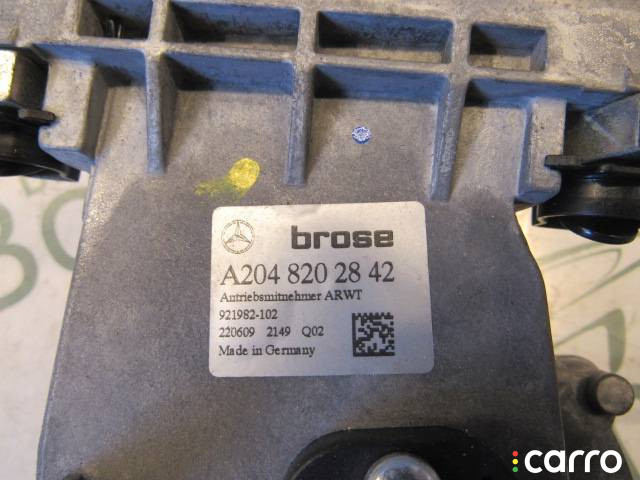 brose
A204 820 28 42
Antriebsmitnehmer ARWT
921982-102
220609 2149 Q02
Made in Germany
carro